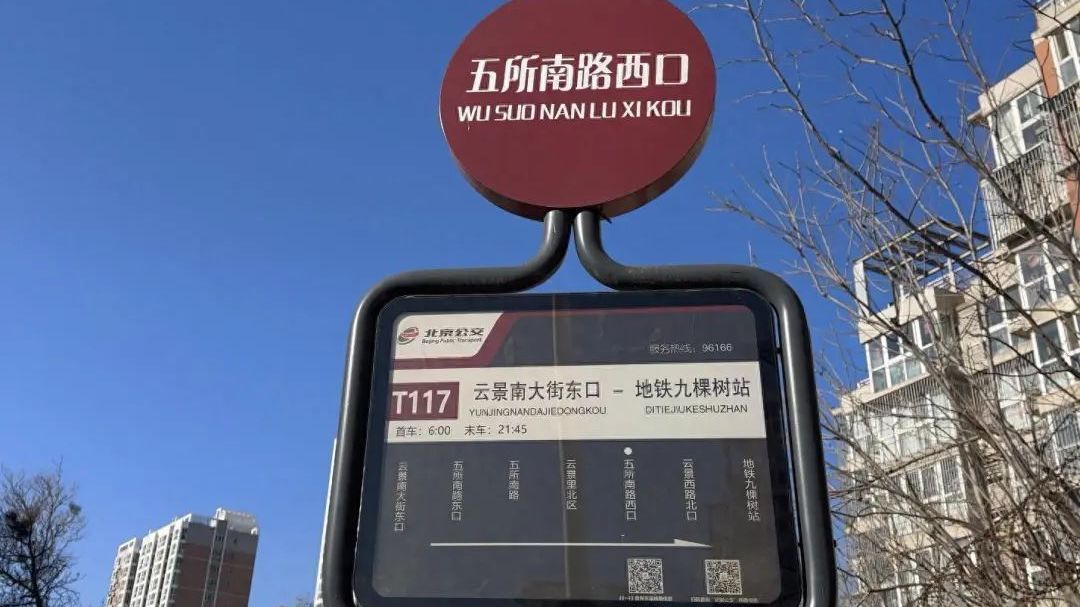 五所南路西口
WU SUO NAN LU XI KOU
北京公交
Beijing Public Transport
服务热线：96166
T117
云景南大街东口 – 地铁九棵树站
YUNJINGNANDAJIEDONGKOU DITIEJIUKESHUZHAN
首车：6:00 末车：21:45
云景南大街东口
五所南路东口
五所南路
云景里北区
五所南路西口
云景西路北口
地铁九棵树站